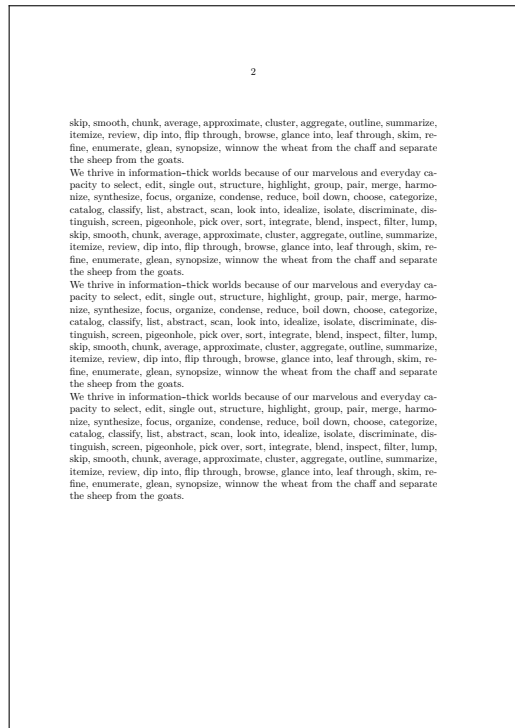 2
skip, smooth, chunk, average, approximate, cluster, aggregate, outline, summarize,
itemize, review, dip into, flip through, browse, glance into, leaf through, skim, re-
fine, enumerate, glean, synopsize, winnow the wheat from the chaff and separate
the sheep from the goats.
We thrive in information–thick worlds because of our marvelous and everyday ca-
pacity to select, edit, single out, structure, highlight, group, pair, merge, harmo-
nize, synthesize, focus, organize, condense, reduce, boil down, choose, categorize,
catalog, classify, list, abstract, scan, look into, idealize, isolate, discriminate, dis-
tinguish, screen, pigeonhole, pick over, sort, integrate, blend, inspect, filter, lump,
skip, smooth, chunk, average, approximate, cluster, aggregate, outline, summarize,
itemize, review, dip into, flip through, browse, glance into, leaf through, skim, re-
fine, enumerate, glean, synopsize, winnow the wheat from the chaff and separate
the sheep from the goats.
We thrive in information–thick worlds because of our marvelous and everyday ca-
pacity to select, edit, single out, structure, highlight, group, pair, merge, harmo-
nize, synthesize, focus, organize, condense, reduce, boil down, choose, categorize,
catalog, classify, list, abstract, scan, look into, idealize, isolate, discriminate, dis-
tinguish, screen, pigeonhole, pick over, sort, integrate, blend, inspect, filter, lump,
skip, smooth, chunk, average, approximate, cluster, aggregate, outline, summarize,
itemize, review, dip into, flip through, browse, glance into, leaf through, skim, re-
fine, enumerate, glean, synopsize, winnow the wheat from the chaff and separate
the sheep from the goats.
We thrive in information–thick worlds because of our marvelous and everyday ca-
pacity to select, edit, single out, structure, highlight, group, pair, merge, harmo-
nize, synthesize, focus, organize, condense, reduce, boil down, choose, categorize,
catalog, classify, list, abstract, scan, look into, idealize, isolate, discriminate, dis-
tinguish, screen, pigeonhole, pick over, sort, integrate, blend, inspect, filter, lump,
skip, smooth, chunk, average, approximate, cluster, aggregate, outline, summarize,
itemize, review, dip into, flip through, browse, glance into, leaf through, skim, re-
fine, enumerate, glean, synopsize, winnow the wheat from the chaff and separate
the sheep from the goats.